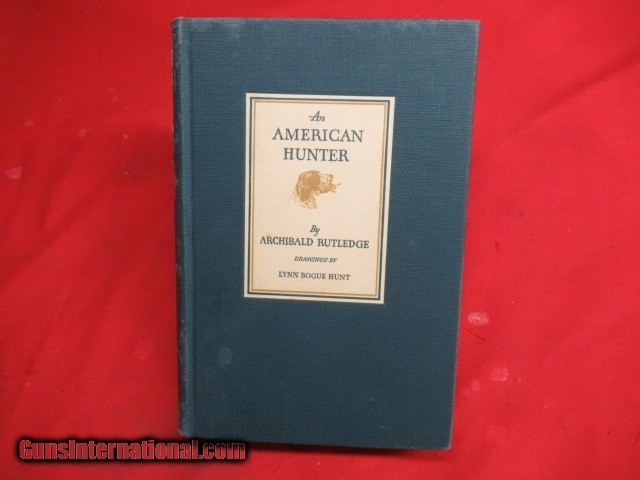 An
AMERICAN
HUNTER
By
ARCHIBALD RUTLEDGE
DRAWINGS BY
LYNN BOGUE HUNT
GunsInternational.com